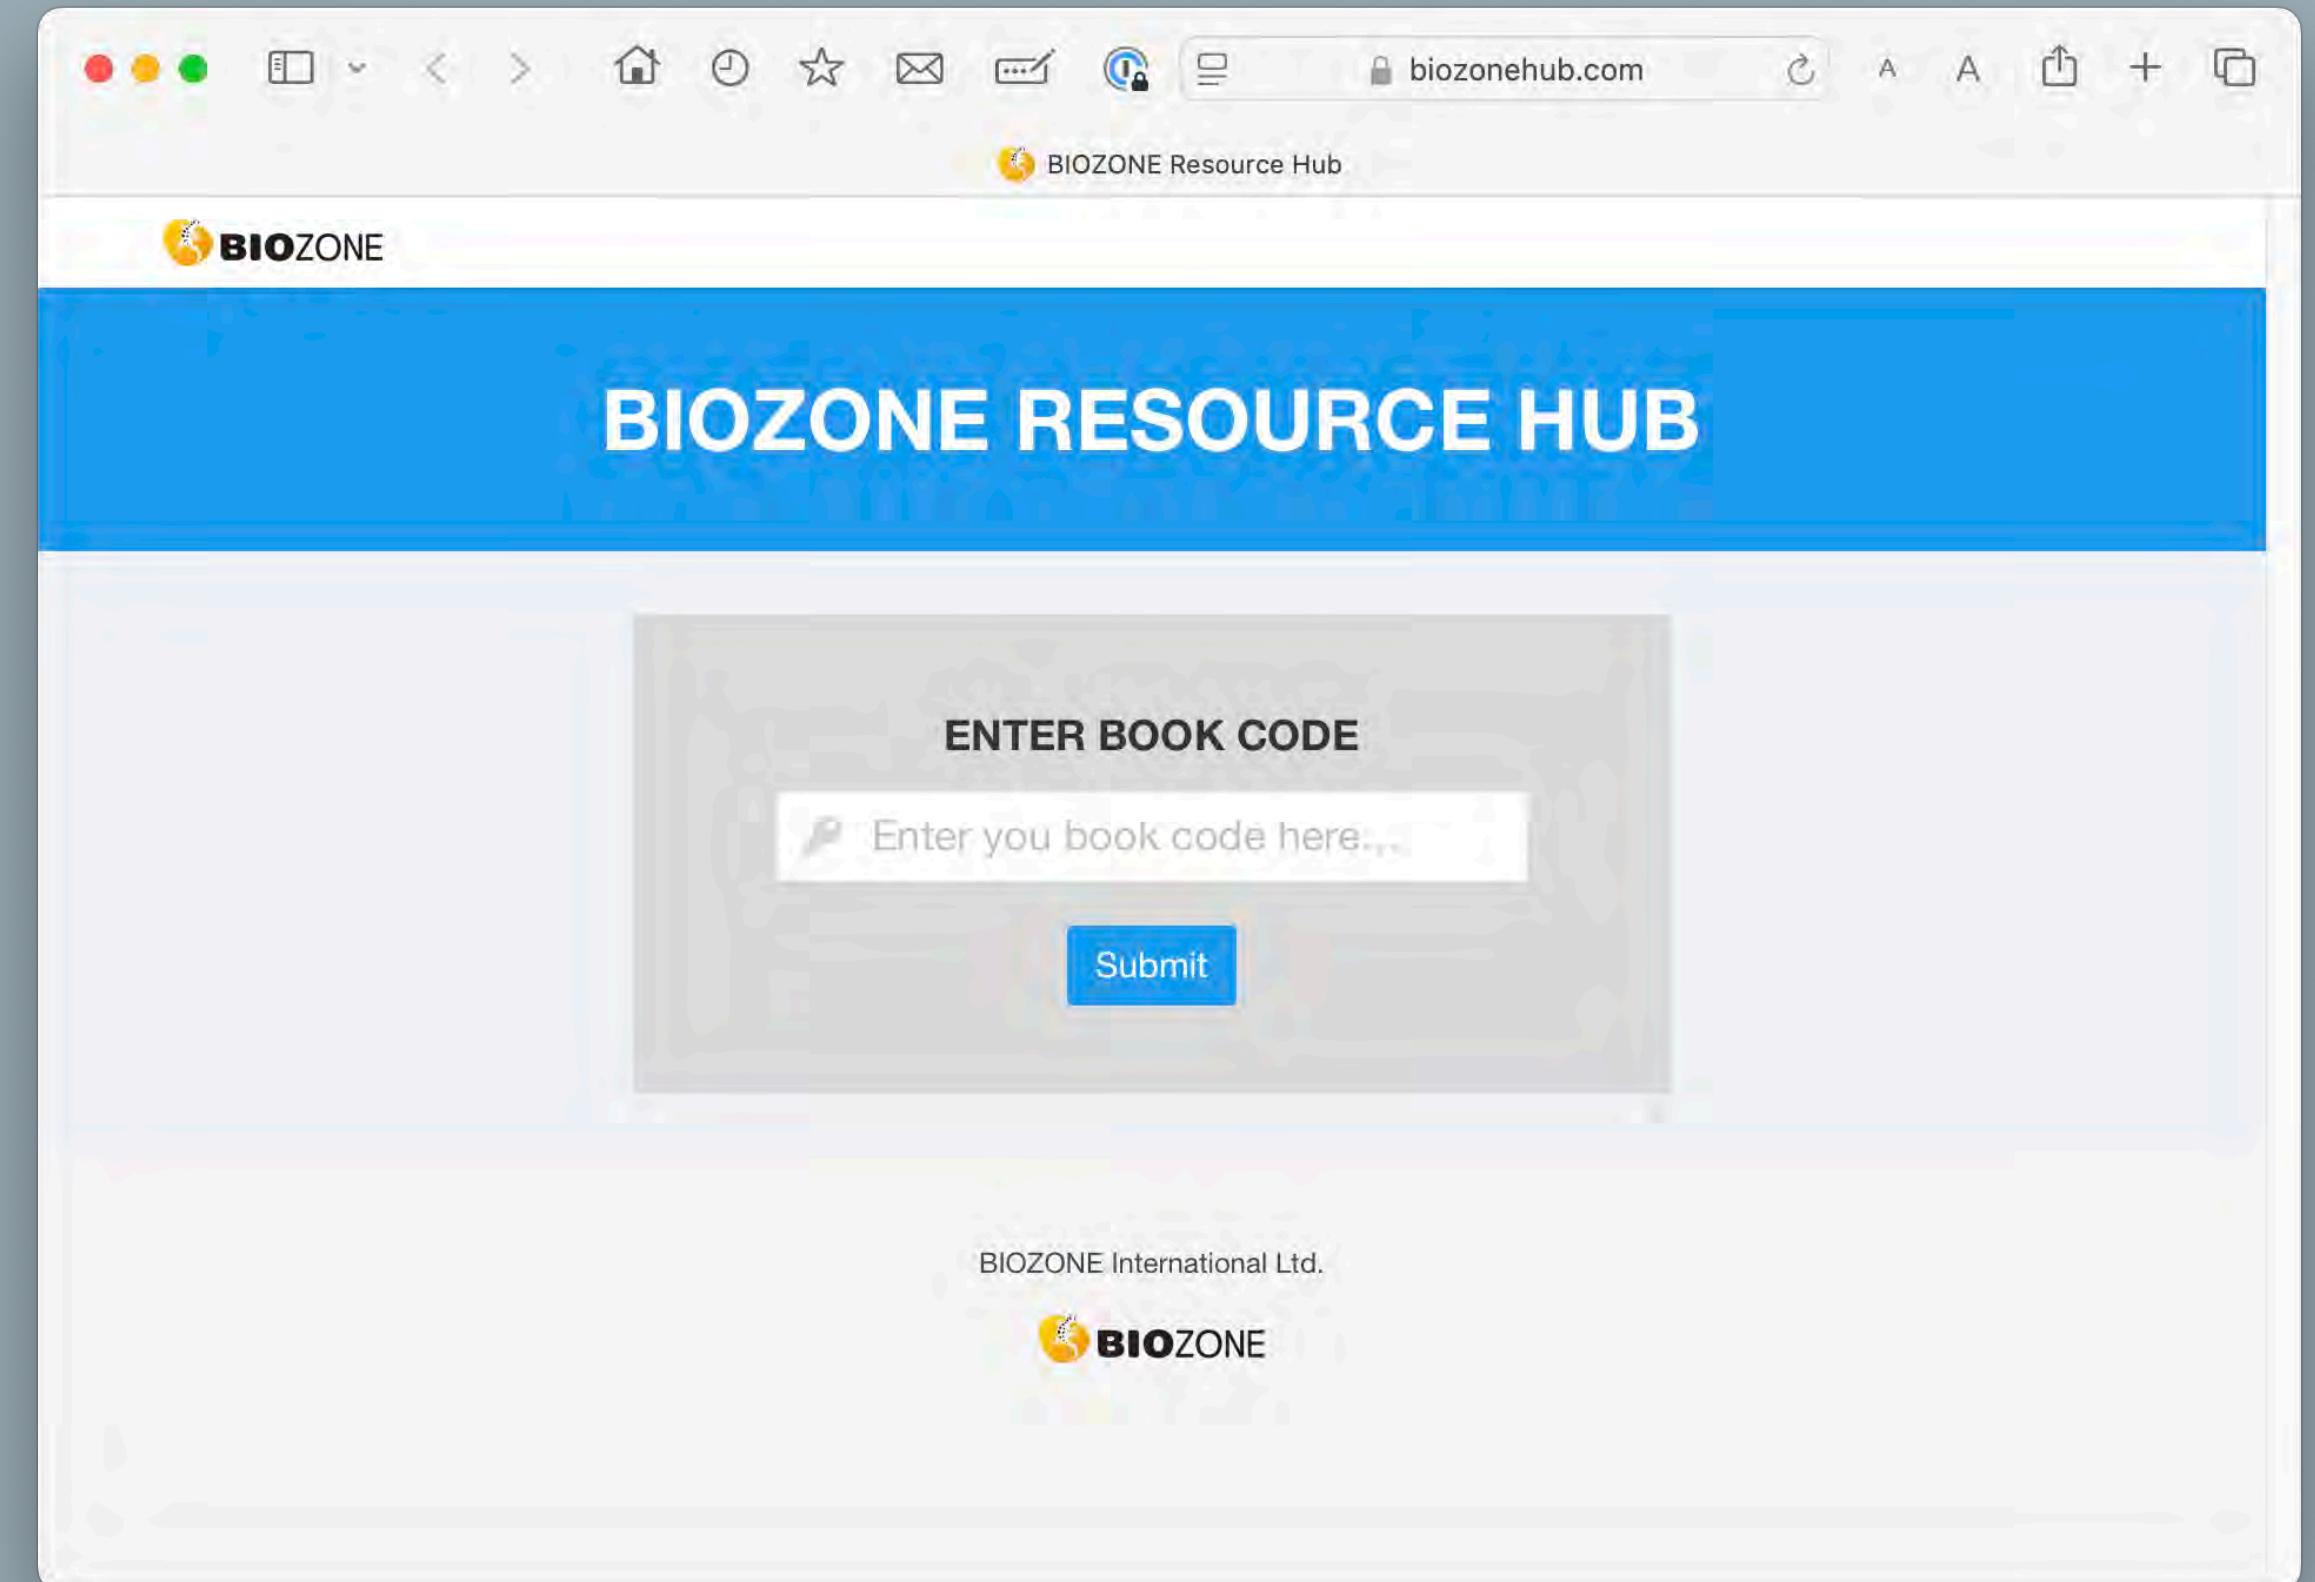 biozonehub.com
A A
BIOZONE Resource Hub
BIOZONE
BIOZONE RESOURCE HUB
ENTER BOOK CODE
Enter you book code here...
Submit
BIOZONE International Ltd.
BIOZONE